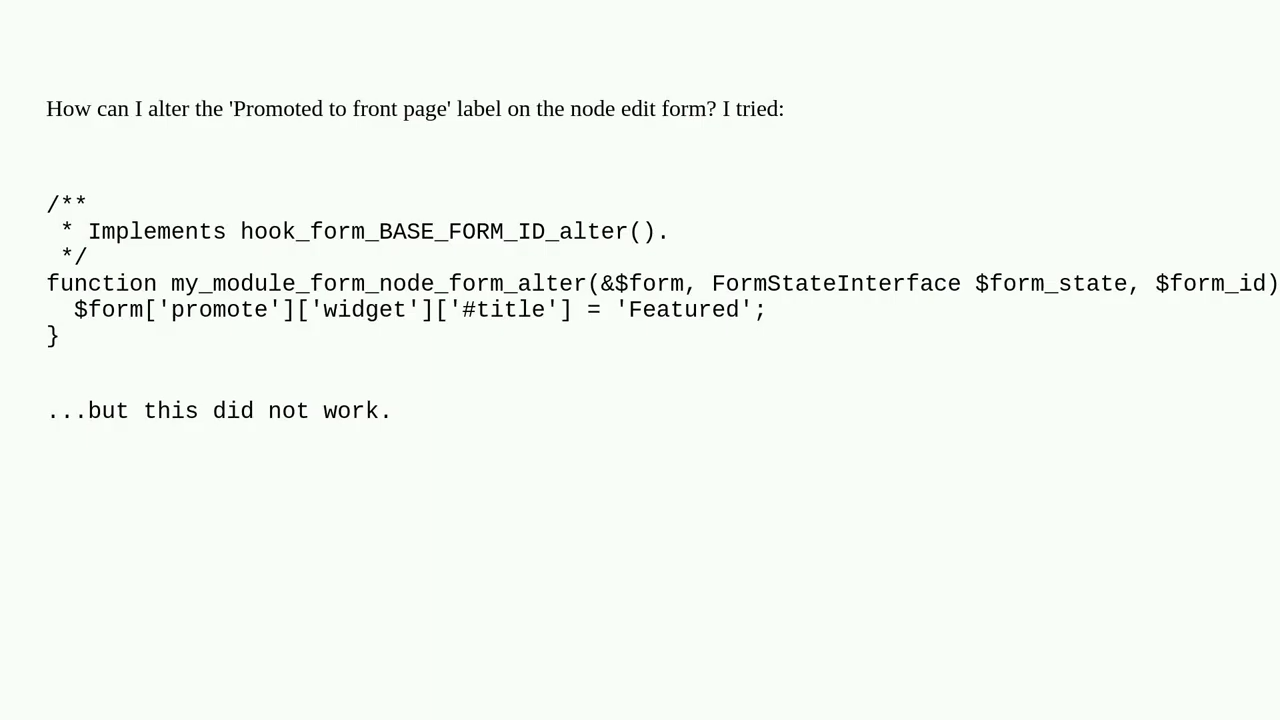 How can I alter the 'Promoted to front page' label on the node edit form? I tried:
/**
 * Implements hook_form_BASE_FORM_ID_alter().
 */
function my_module_form_node_form_alter(&$form, FormStateInterface $form_state, $form_id)
  $form['promote']['widget']['#title'] = 'Featured';
}
...but this did not work.